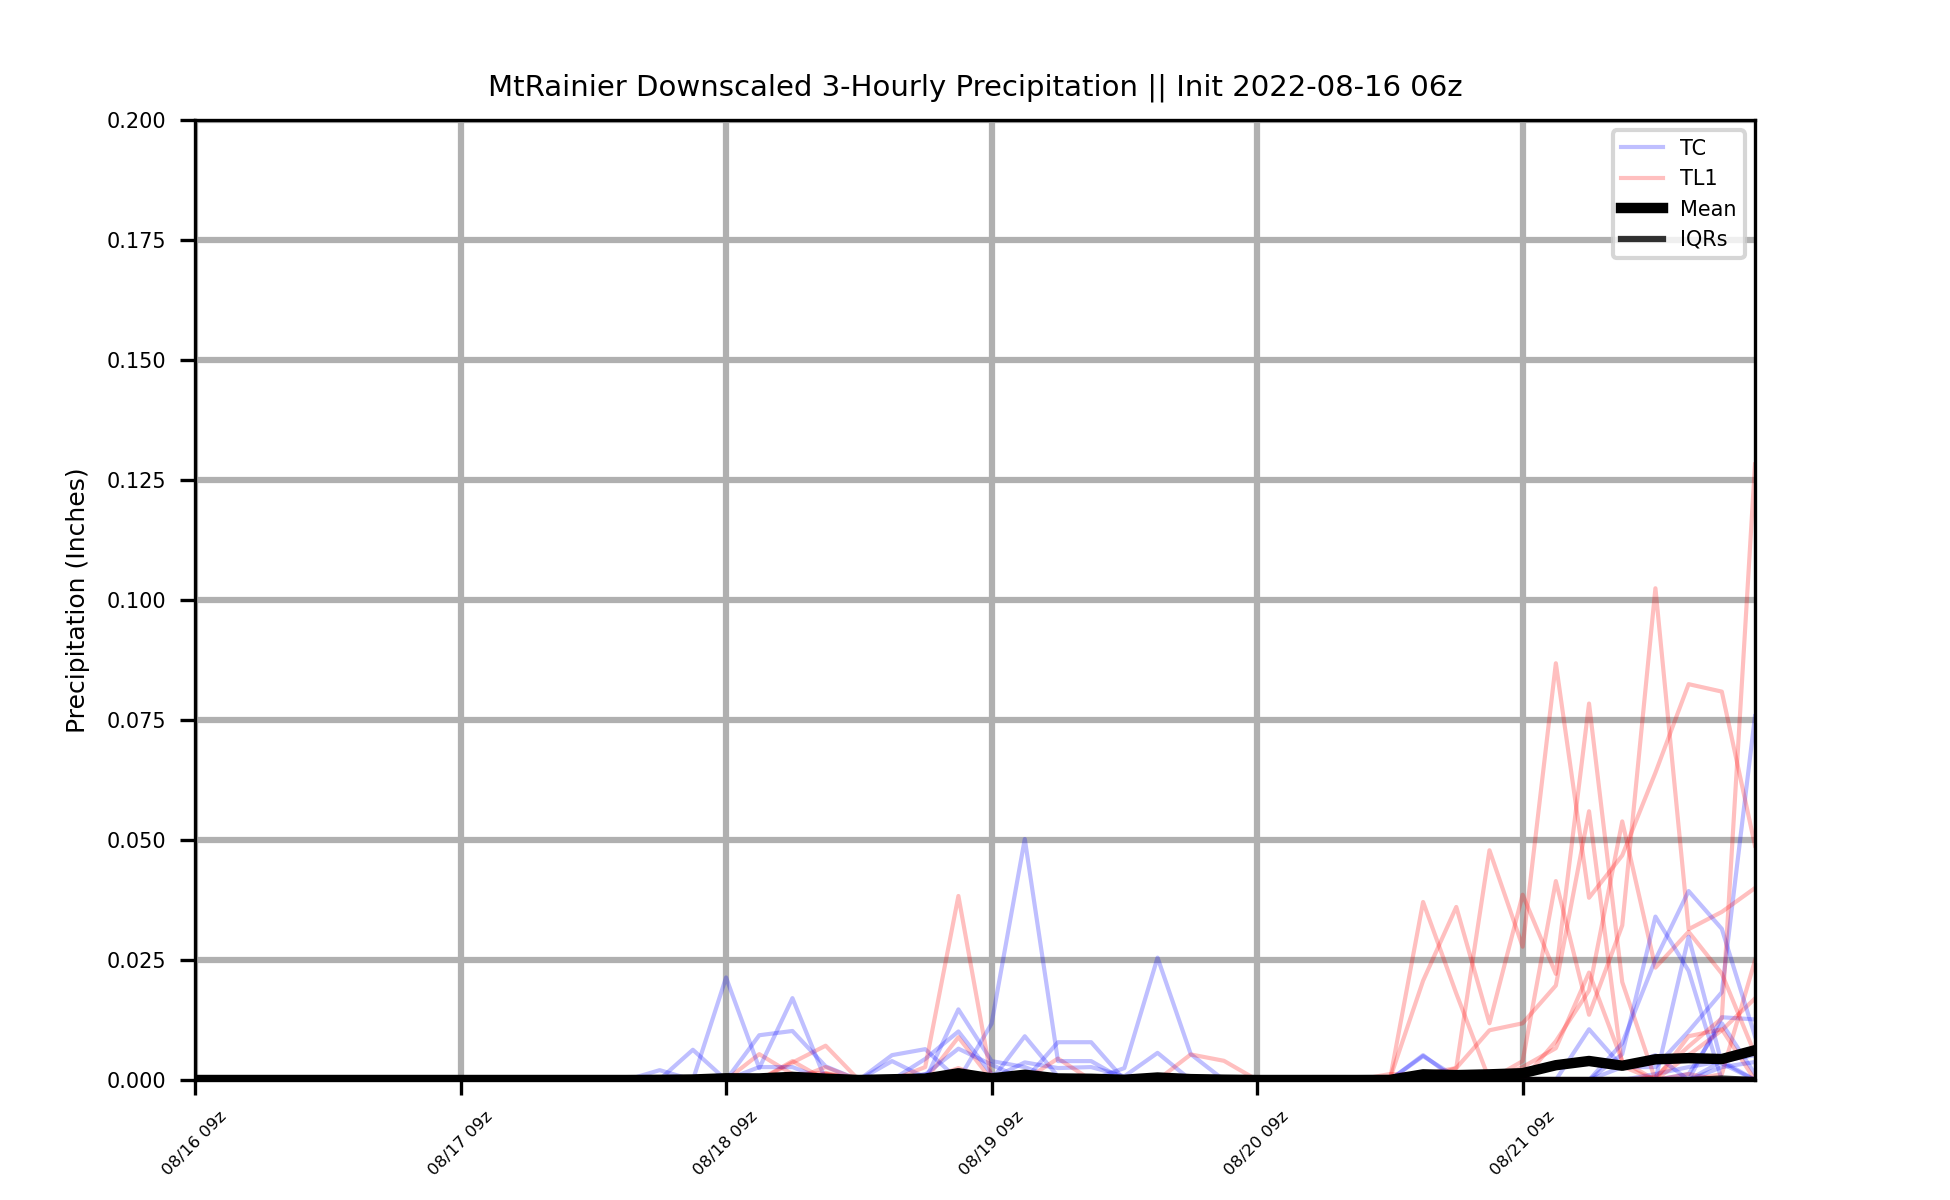 MtRainier Downscaled 3-Hourly Precipitation || Init 2022-08-16 06z
0.200
0.175
0.150
0.125
0.100
0.075
0.050
0.025
0.000
Precipitation (Inches)
TC
TL1
Mean
IQRs
08/16 09z
08/17 09z
08/18 09z
08/19 09z
08/20 09z
08/21 09z